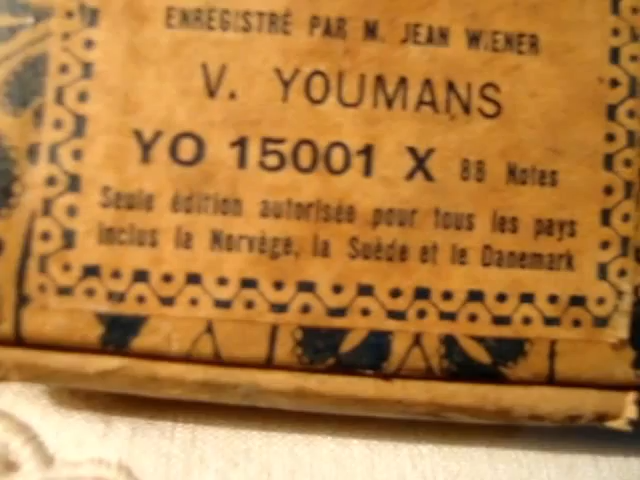 ENREGISTRÉ PAR M. JEAN WIENER
V. YOUMANS
YO 15001 X 88 Notes
Seule édition autorisée pour tous les pays
inclus la Norvège, la Suède et le Danemark